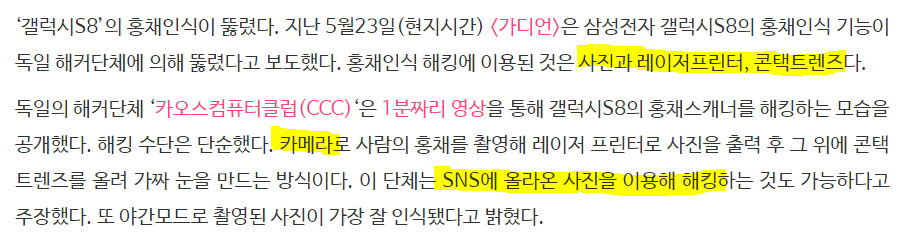 ‘갤럭시S8’의 홍채인식이 뚫렸다. 지난 5월23일(현지시간) 〈가디언〉은 삼성전자 갤럭시S8의 홍채인식 기능이
독일 해커단체에 의해 뚫렸다고 보도했다. 홍채인식 해킹에 이용된 것은 사진과 레이저프린터, 콘택트렌즈다.
독일의 해커단체 ‘카오스컴퓨터클럽(CCC)‘은 1분짜리 영상을 통해 갤럭시S8의 홍채스캐너를 해킹하는 모습을
공개했다. 해킹 수단은 단순했다. 카메라로 사람의 홍채를 촬영해 레이저 프린터로 사진을 출력 후 그 위에 콘택
트렌즈를 올려 가짜 눈을 만드는 방식이다. 이 단체는 SNS에 올라온 사진을 이용해 해킹하는 것도 가능하다고
주장했다. 또 야간모드로 촬영된 사진이 가장 잘 인식됐다고 밝혔다.